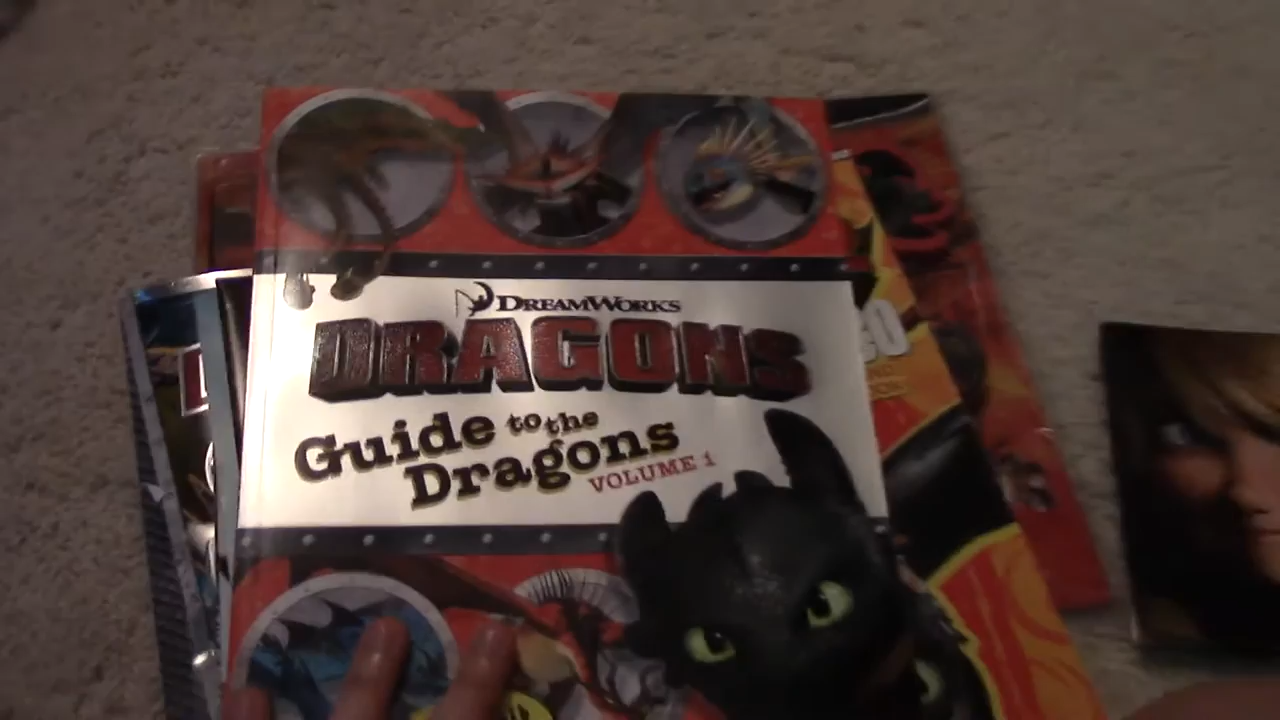 DREAMWORKS
DRAGONS
Guide to the
Dragons
VOLUME 1